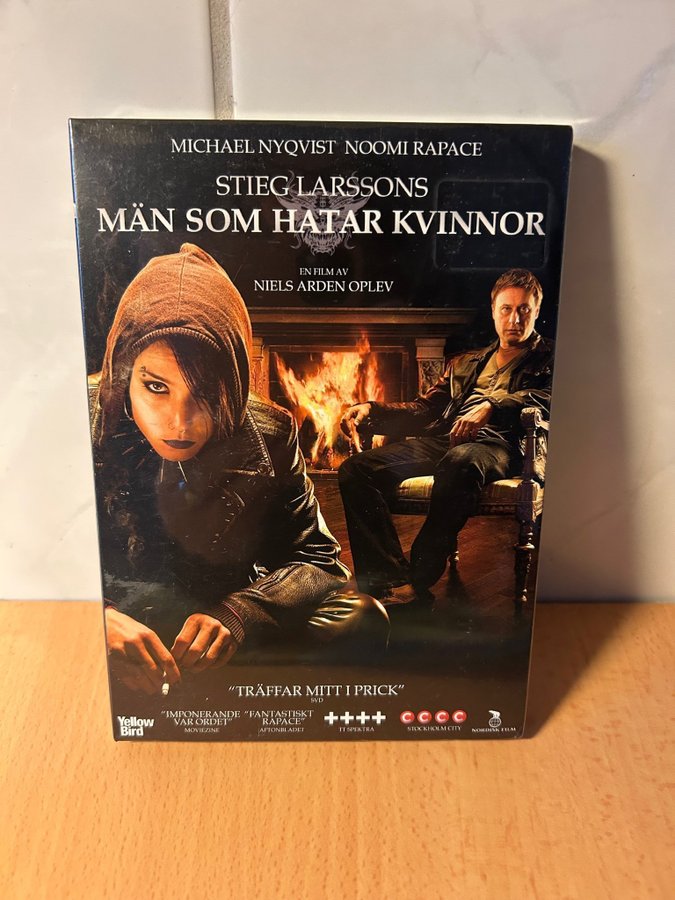 MICHAEL NYQVIST NOOMI RAPACE
STIEG LARSSONS
MÄN SOM HATAR KVINNOR
EN FILM AV
NIELS ARDEN OPLEV
"TRÄFFAR MITT I PRICK"
SVD
"IMPONERANDE
VAR ORDET"
MOVIEZINE
"FANTASTISKT
RAPACE"
AFTONBLADET
++++
TT SPEKTRA
C C C C
STOCKHOLM CITY
Yellow
Bird
NORDISK FILM